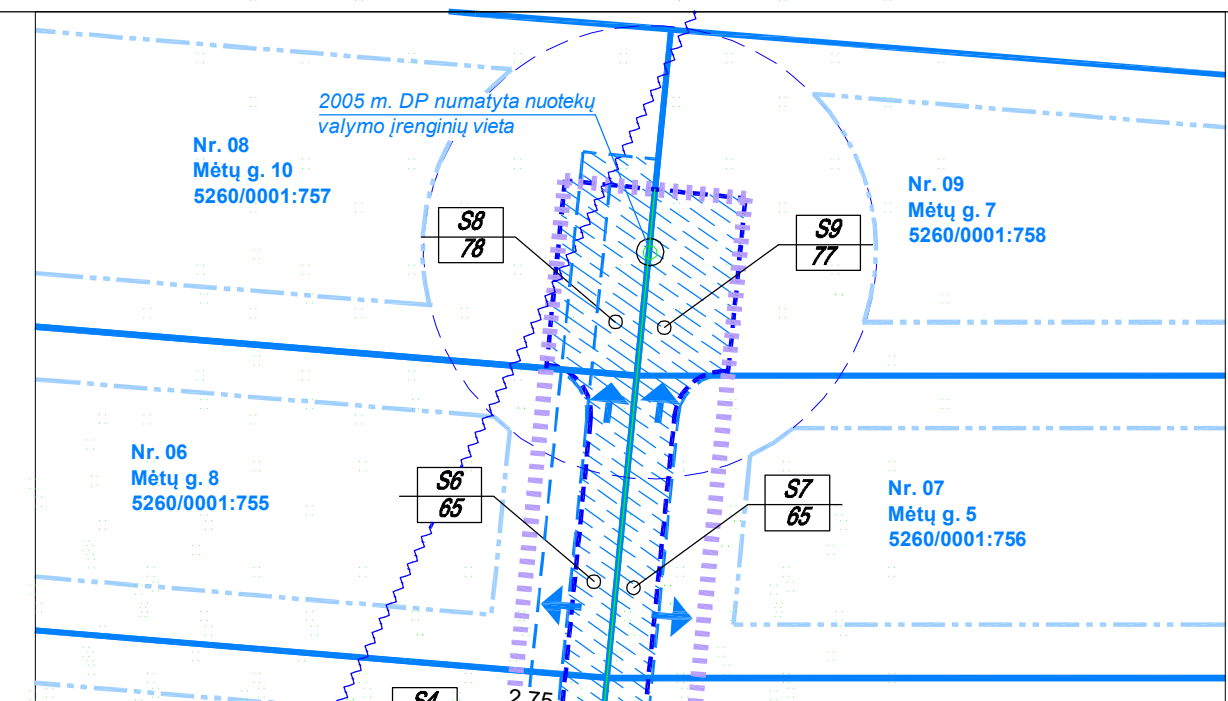 2005 m. DP numatyta nuotekų
valymo įrenginių vieta
Nr. 08
Mėtų g. 10
5260/0001:757
Nr. 09
Mėtų g. 7
5260/0001:758
S8
78
S9
77
Nr. 06
Mėtų g. 8
5260/0001:755
S6
65
S7
65
Nr. 07
Mėtų g. 5
5260/0001:756
S4
2,75